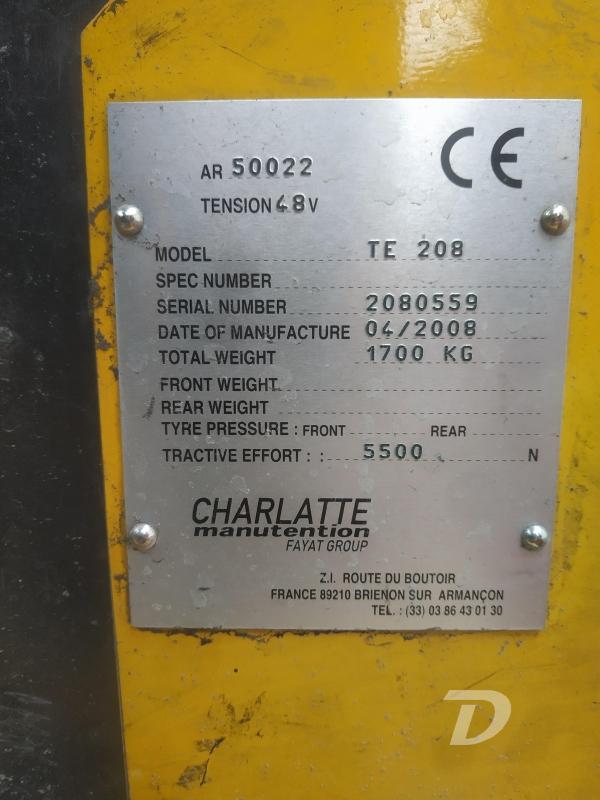 AR 50022
CE
TENSION 48 V
MODEL TE 208
SPEC NUMBER
SERIAL NUMBER 2080559
DATE OF MANUFACTURE 04/2008
TOTAL WEIGHT 1700 KG
FRONT WEIGHT
REAR WEIGHT
TYRE PRESSURE : FRONT REAR
TRACTIVE EFFORT : : 5500 N
CHARLATTE
manutention
FAYAT GROUP
Z.I. ROUTE DU BOUTOIR
FRANCE 89210 BRIENON SUR ARMANÇON
TEL. : (33) 03 86 43 01 30
D